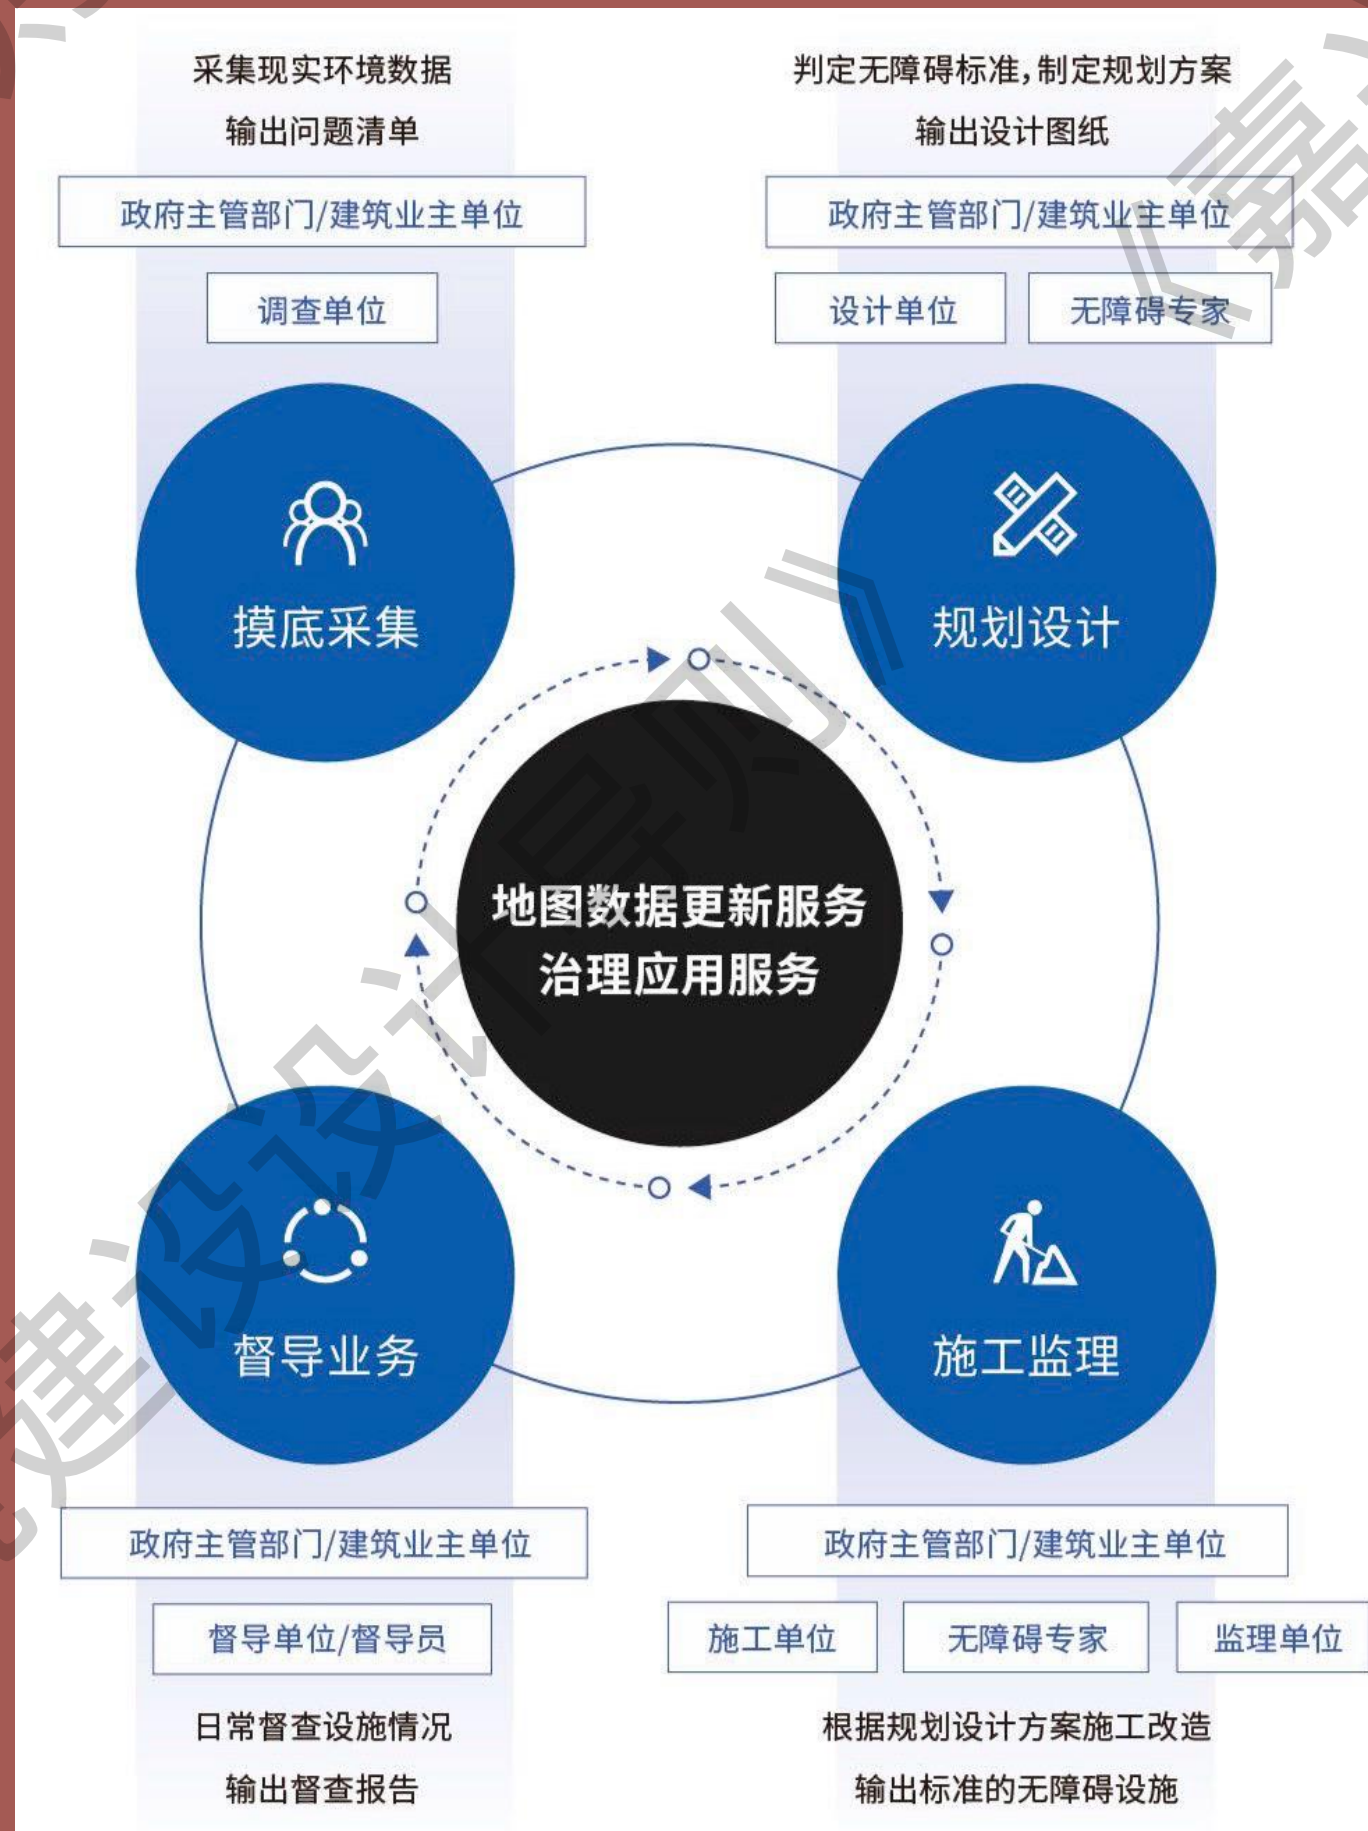 采集现实环境数据
输出问题清单
政府主管部门/建筑业主单位
调查单位
摸底采集
判定无障碍标准,制定规划方案
输出设计图纸
政府主管部门/建筑业主单位
设计单位
无障碍专家
规划设计
地图数据更新服务
治理应用服务
督导业务
政府主管部门/建筑业主单位
督导单位/督导员
日常督查设施情况
输出督查报告
施工监理
政府主管部门/建筑业主单位
施工单位
无障碍专家
监理单位
根据规划设计方案施工改造
输出标准的无障碍设施
建设设计导则》
《嘉